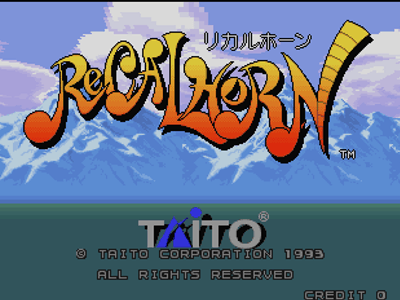 リカルホーン
RECALHORN
TM
TAITO®
© TAITO CORPORATION 1993
ALL RIGHTS RESERVED
CREDIT 0